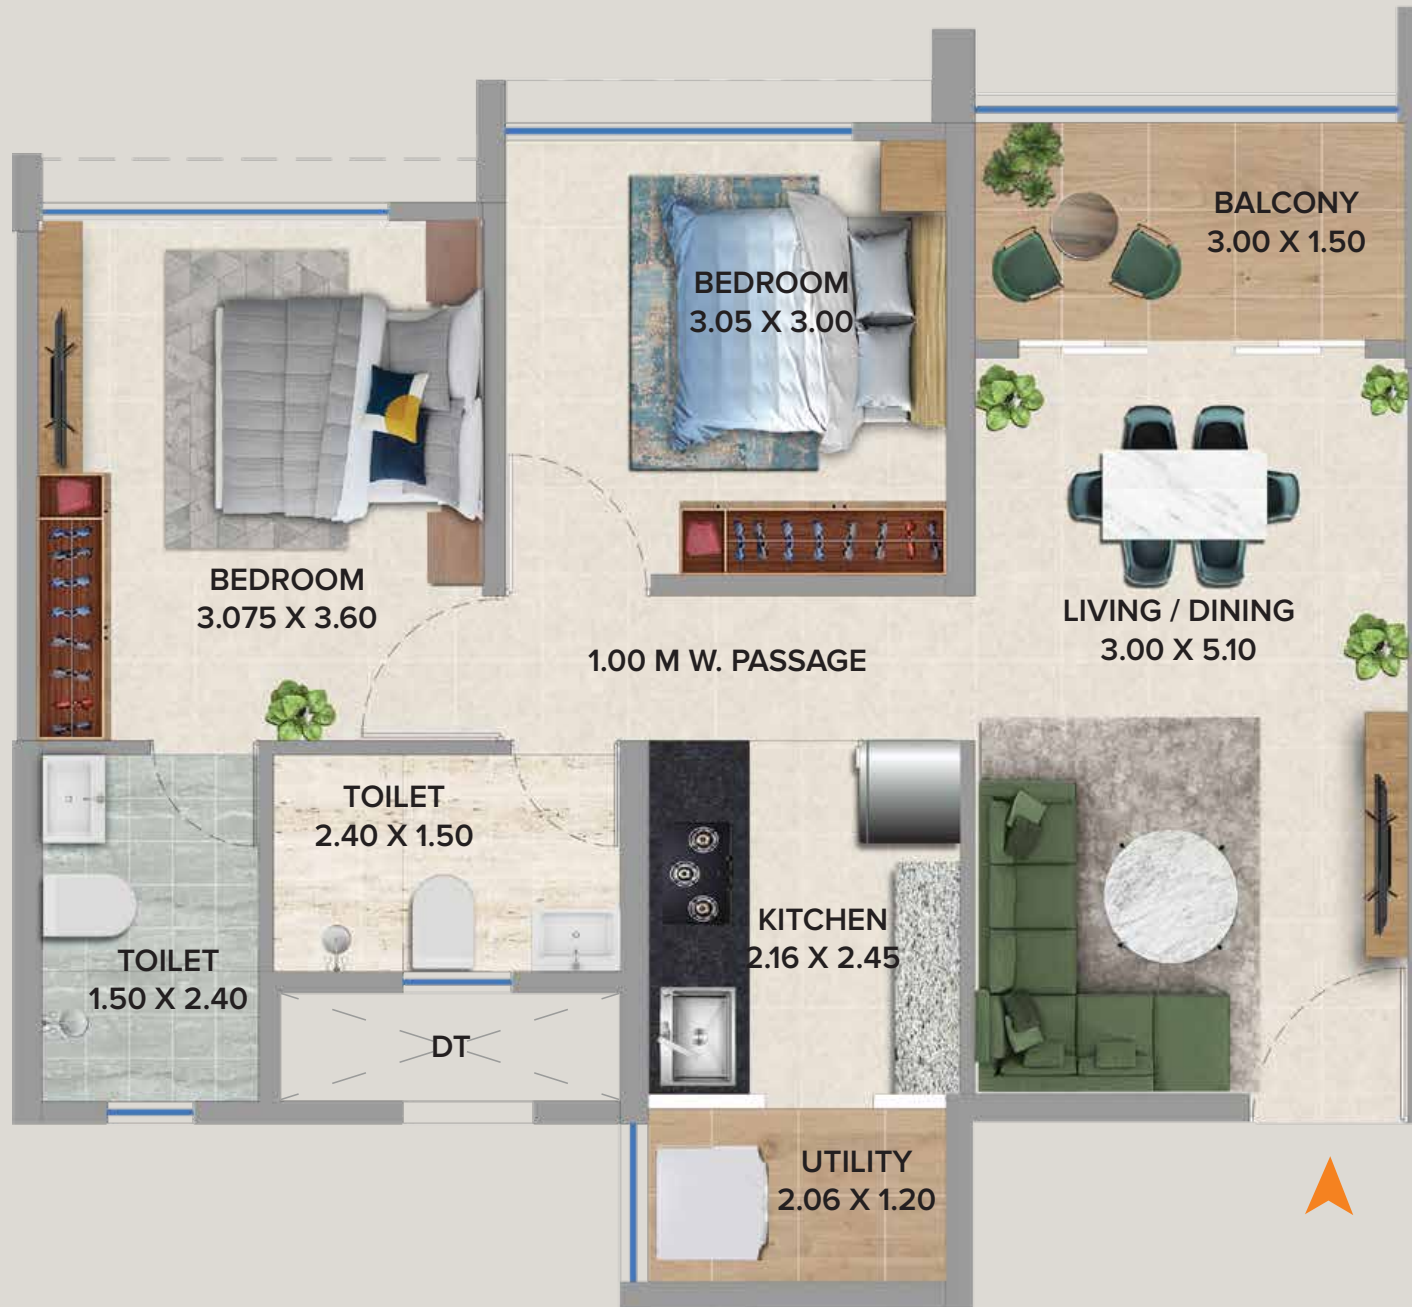 BALCONY
3.00 X 1.50
BEDROOM
3.05 X 3.00
BEDROOM
3.075 X 3.60
LIVING / DINING
3.00 X 5.10
1.00 M W. PASSAGE
TOILET
2.40 X 1.50
KITCHEN
2.16 X 2.45
TOILET
1.50 X 2.40
DT
UTILITY
2.06 X 1.20